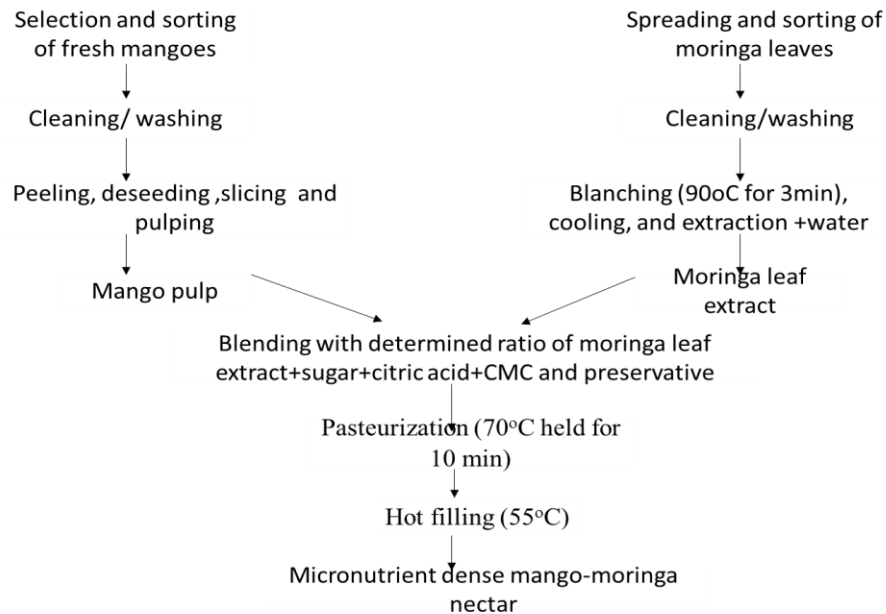 Selection and sorting
of fresh mangoes
Cleaning/ washing
Peeling, deseeding ,slicing and
pulping
Mango pulp
Spreading and sorting of
moringa leaves
Cleaning/washing
Blanching (90oC for 3min),
cooling, and extraction +water
Moringa leaf
extract
Blending with determined ratio of moringa leaf
extract+sugar+citric acid+CMC and preservative
Pasteurization (70°C held for
10 min)
Hot filling (55°C)
Micronutrient dense mango-moringa
nectar